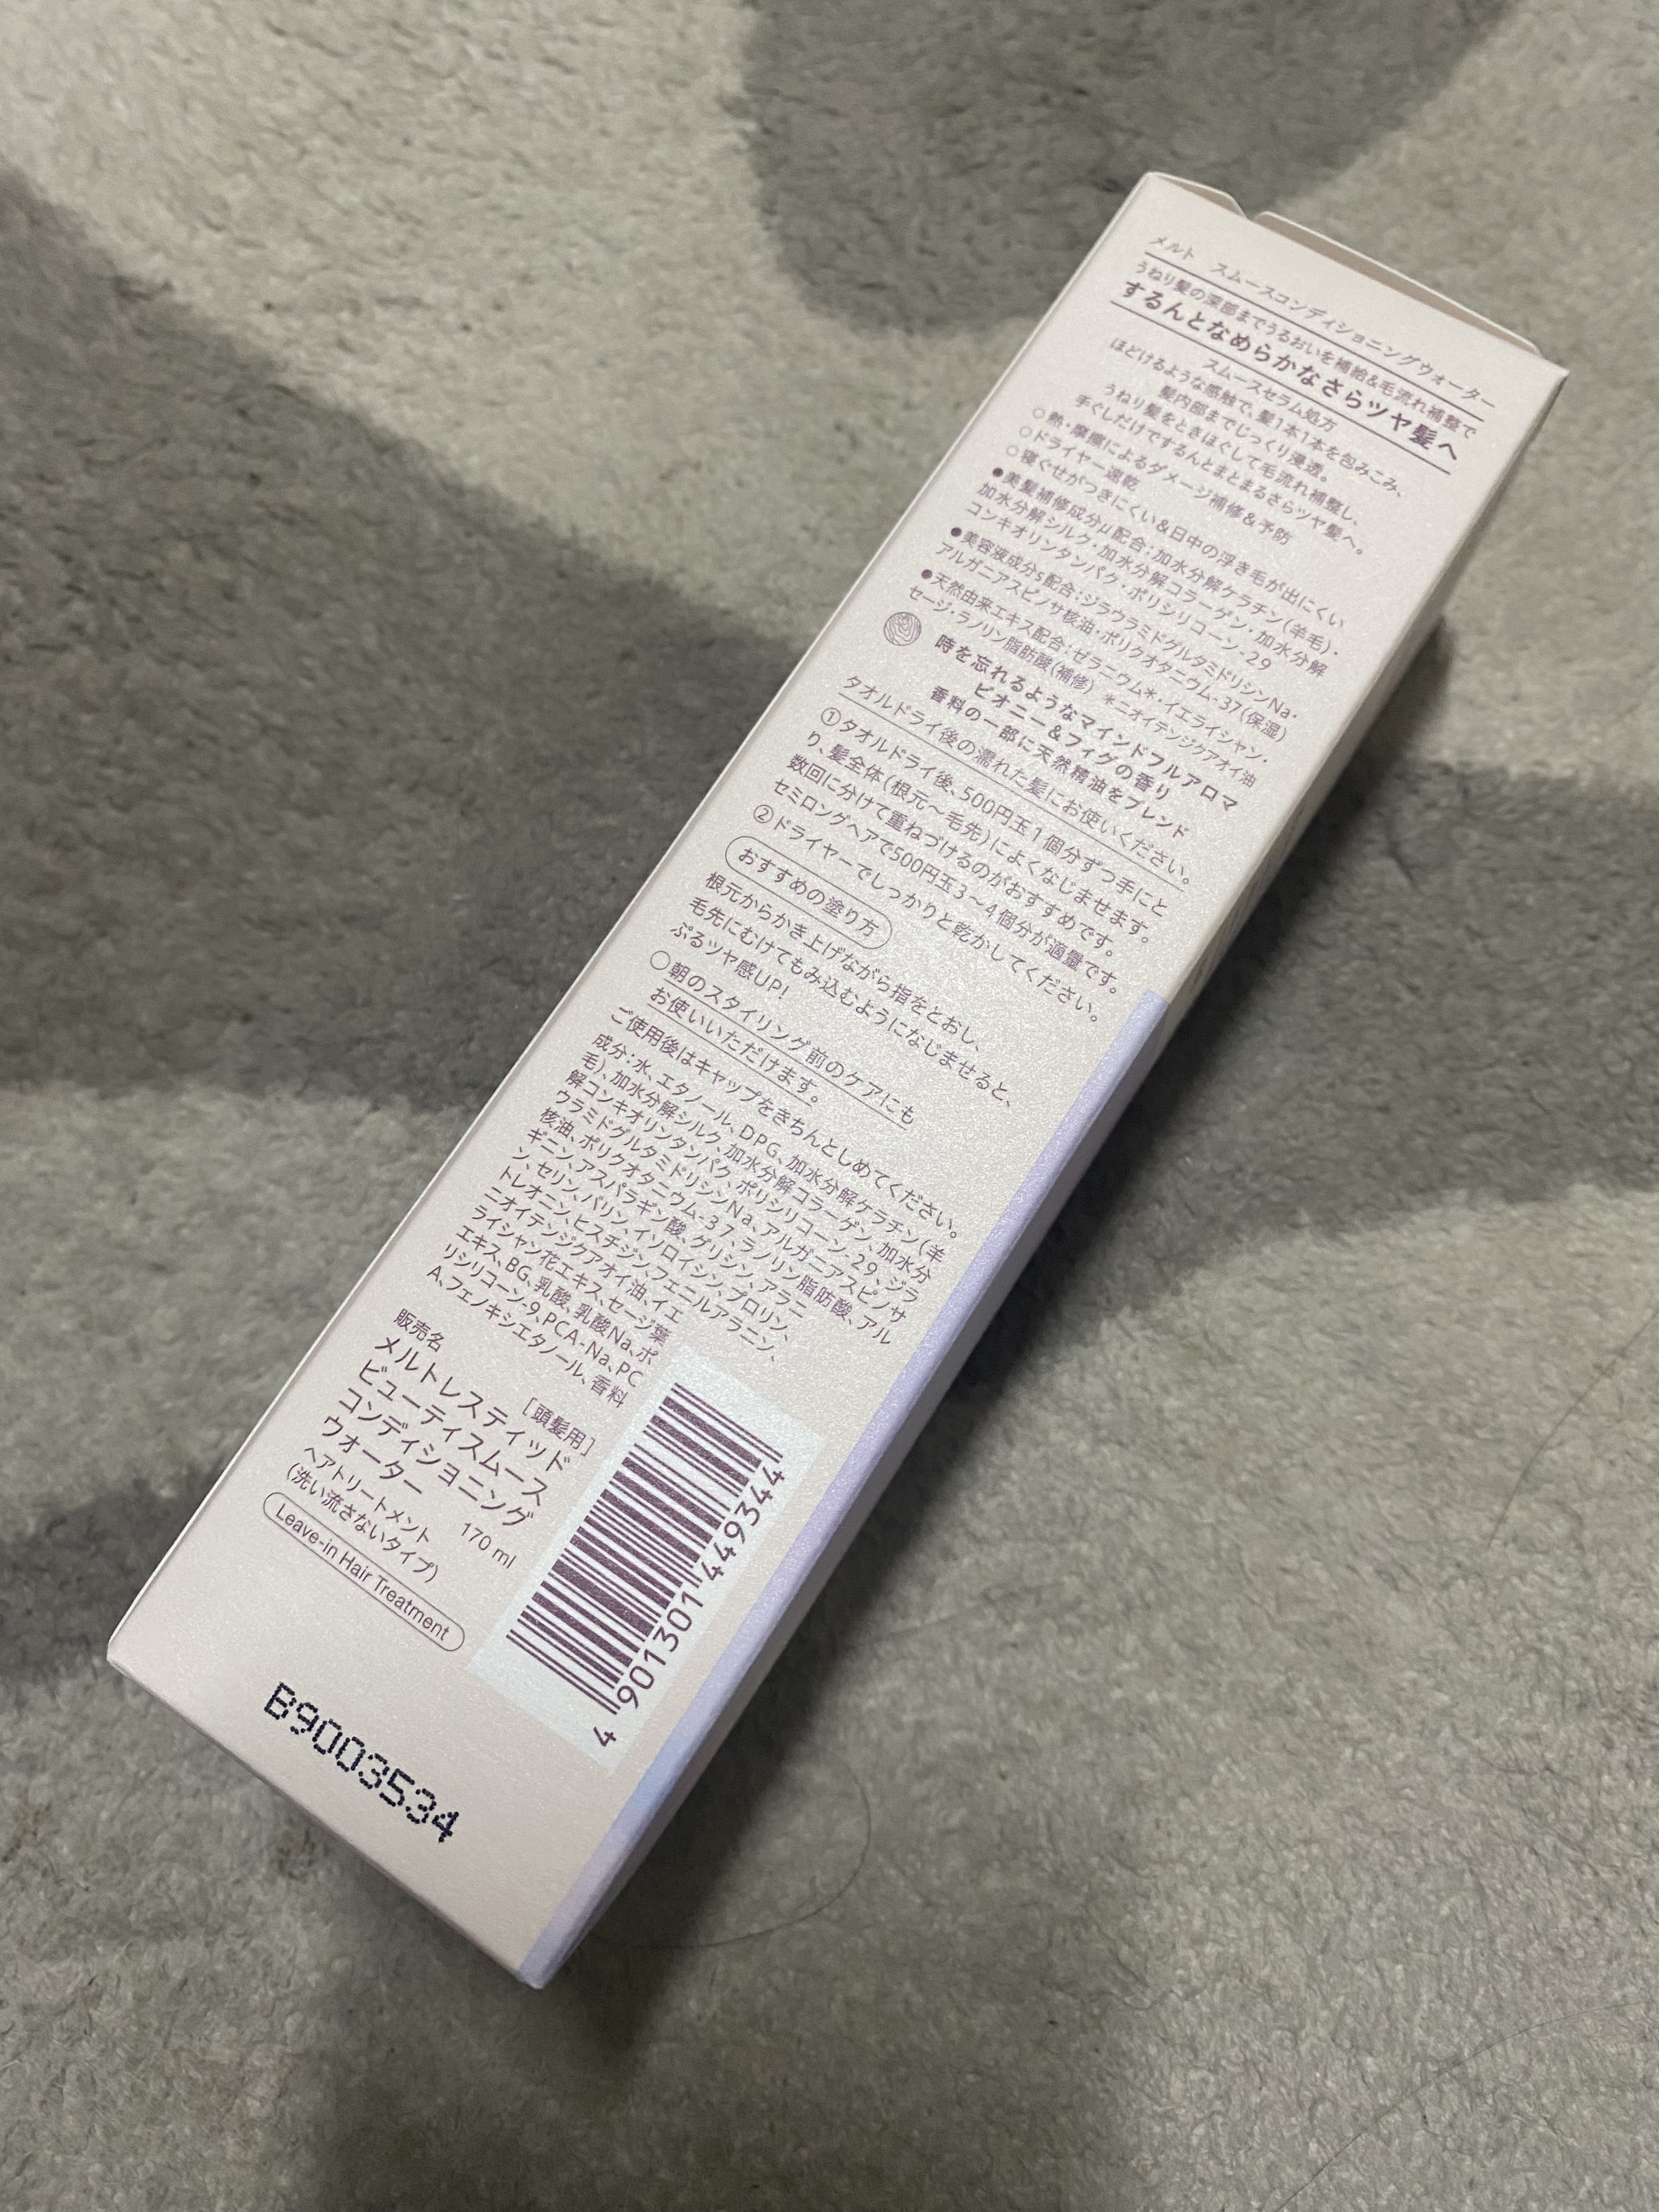 メルト　スムースコンディショニングウォーター
うねり髪の深部までうるおいを補給&毛流れ補整で
するんとなめらかなさらツヤ髪へ
スムースセラム処方
ほどけるような感触で、髪1本1本を包みこみ、
髪内部までじっくり浸透。
うねり髪をときほぐして毛流れ補整し、
手ぐしだけでするんとまとまるさらツヤ髪へ。
○熱・摩擦によるダメージ補修&予防
○ドライヤー速乾
○寝ぐせがつきにくい&日中の浮き毛が出にくい
●美髪補修成分μ配合：加水分解ケラチン(羊毛)・
加水分解シルク・加水分解コラーゲン・加水分解
コンキオリンタンパク・ポリシリコーン-29
●美容液成分s配合：ジラウラミドグルタミドリシンNa・
アルガニアスピノサ核油・ポリクオタニウム-37(保湿)
●天然由来エキス配合：ゼラニウム＊・イエライシャン・
セージ・ラノリン脂肪酸(補修) ＊ニオイテンジクアオイ油
時を忘れるようなマインドフルアロマ
ピオニー&フィグの香り
香料の一部に天然精油をブレンド
タオルドライ後の濡れた髪にお使いください。
①タオルドライ後、500円玉1個分ずつ手にと
り、髪全体(根元〜毛先)によくなじませます。
数回に分けて重ねづけるのがおすすめです。
セミロングヘアで500円玉3〜4個分が適量です。
②ドライヤーでしっかりと乾かしてください。
おすすめの塗り方
根元からかき上げながら指をとおし、
毛先にむけてもみ込むようになじませると、
ぷるツヤ感UP!
○朝のスタイリング前のケアにも
お使いいただけます。
ご使用後はキャップをきちんとしめてください。
成分：水、エタノール、DPG、加水分解ケラチン(羊
毛)、加水分解シルク、加水分解コラーゲン、加水分
解コンキオリンタンパク、ポリシリコーン-29、ジラ
ウラミドグルタミドリシンNa、アルガニアスピノサ
核油、ポリクオタニウム-37、ラノリン脂肪酸、アル
ギニン、アスパラギン酸、グリシン、アラニ
ン、セリン、バリン、イソロイシン、プロリン、
トレオニン、ヒスチジン、フェニルアラニン、
ニオイテンジクアオイ油、イエ
ライシャン花エキス、セージ葉
エキス、BG、乳酸、乳酸Na、ポ
リシリコーン-9、PCA-Na、PC
A、フェノキシエタノール、香料
販売名
[頭髪用]
メルトレスティッド
ビューティスムース
コンディショニング
ウォーター
170 ml
ヘアトリートメント
(洗い流さないタイプ)
Leave-in Hair Treatment
4 901301 449344
B9003534